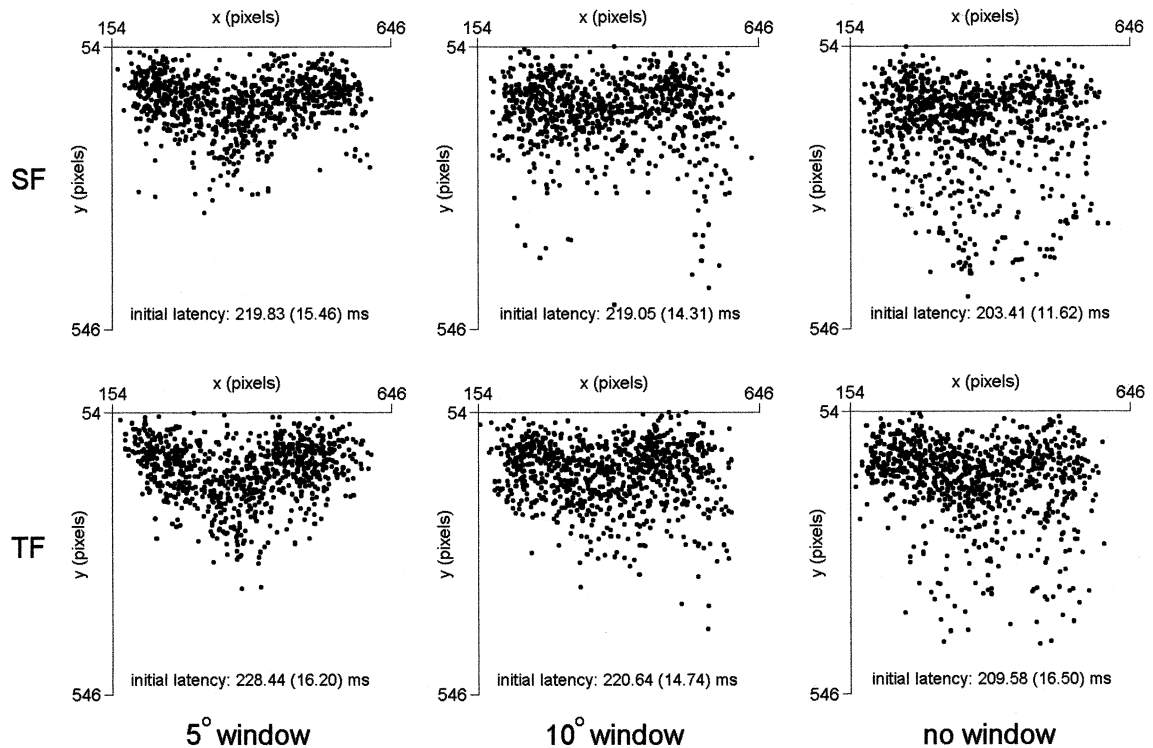 x (pixels) x (pixels) x (pixels)
154 646 154 646 154 646
54 54 54
SF
y (pixels) y (pixels) y (pixels)
initial latency: 219.83 (15.46) ms initial latency: 219.05 (14.31) ms initial latency: 203.41 (11.62) ms
546 546 546
x (pixels) x (pixels) x (pixels)
154 646 154 646 154 646
54 54 54
TF
y (pixels) y (pixels) y (pixels)
initial latency: 228.44 (16.20) ms initial latency: 220.64 (14.74) ms initial latency: 209.58 (16.50) ms
546 546 546
5° window 10° window no window